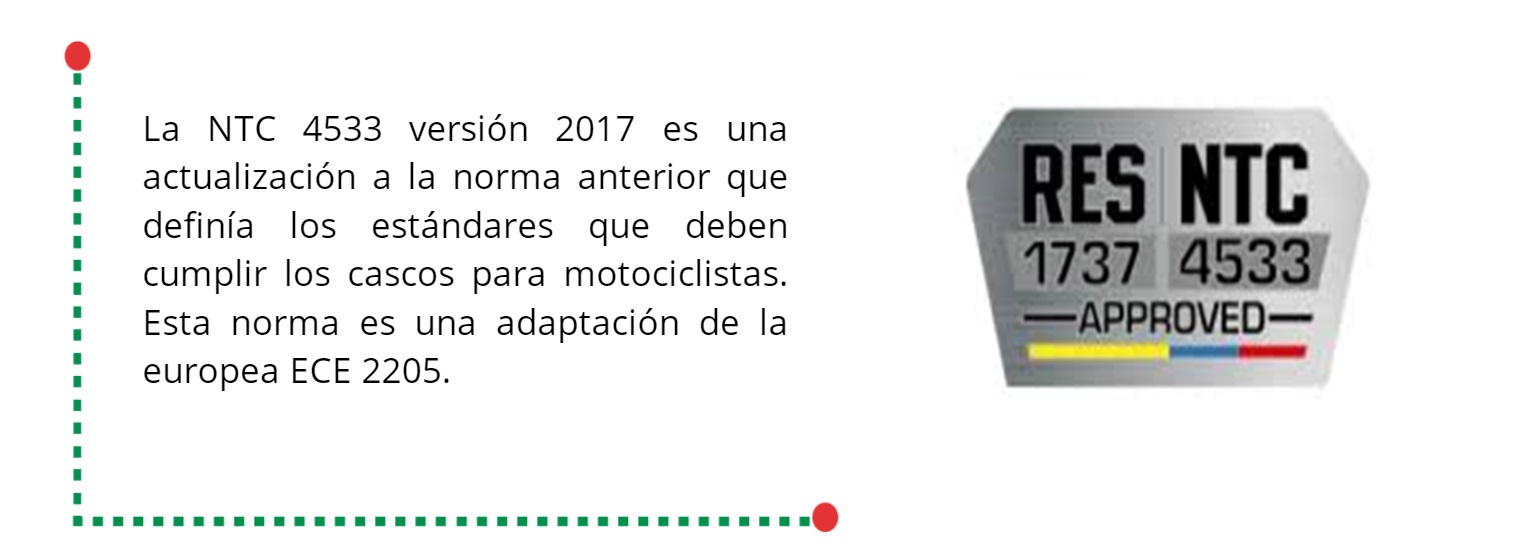 La NTC 4533 versión 2017 es una
actualización a la norma anterior que
definía los estándares que deben
cumplir los cascos para motociclistas.
Esta norma es una adaptación de la
europea ECE 2205.
RES NTC
1737 4533
APPROVED